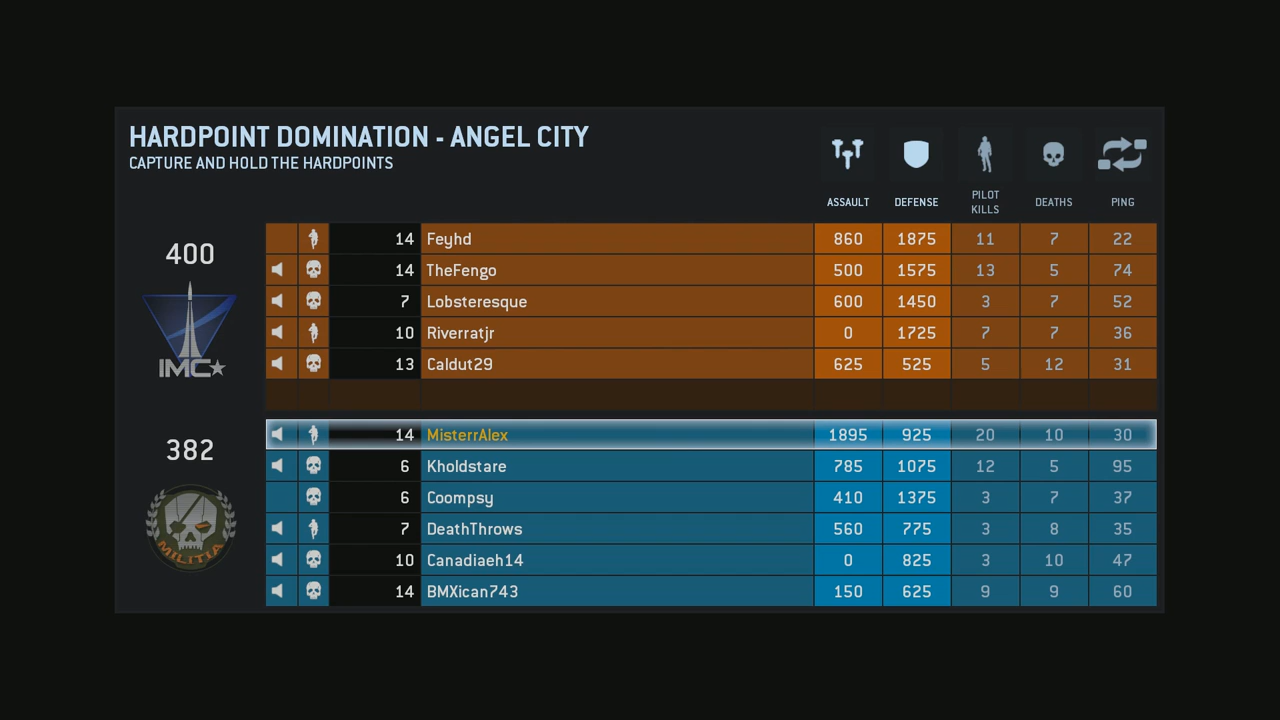 HARDPOINT DOMINATION - ANGEL CITY
CAPTURE AND HOLD THE HARDPOINTS
ASSAULT DEFENSE PILOT KILLS DEATHS PING
400
IMC
14 Feyhd 860 1875 11 7 22
14 TheFengo 500 1575 13 5 74
7 Lobsteresque 600 1450 3 7 52
10 Riverratjr 0 1725 7 7 36
13 Caldut29 625 525 5 12 31
382
MILITIA
14 MisterrAlex 1895 925 20 10 30
6 Kholdstare 785 1075 12 5 95
6 Coompsy 410 1375 3 7 37
7 DeathThrows 560 775 3 8 35
10 Canadiaeh14 0 825 3 10 47
14 BMXican743 150 625 9 9 60